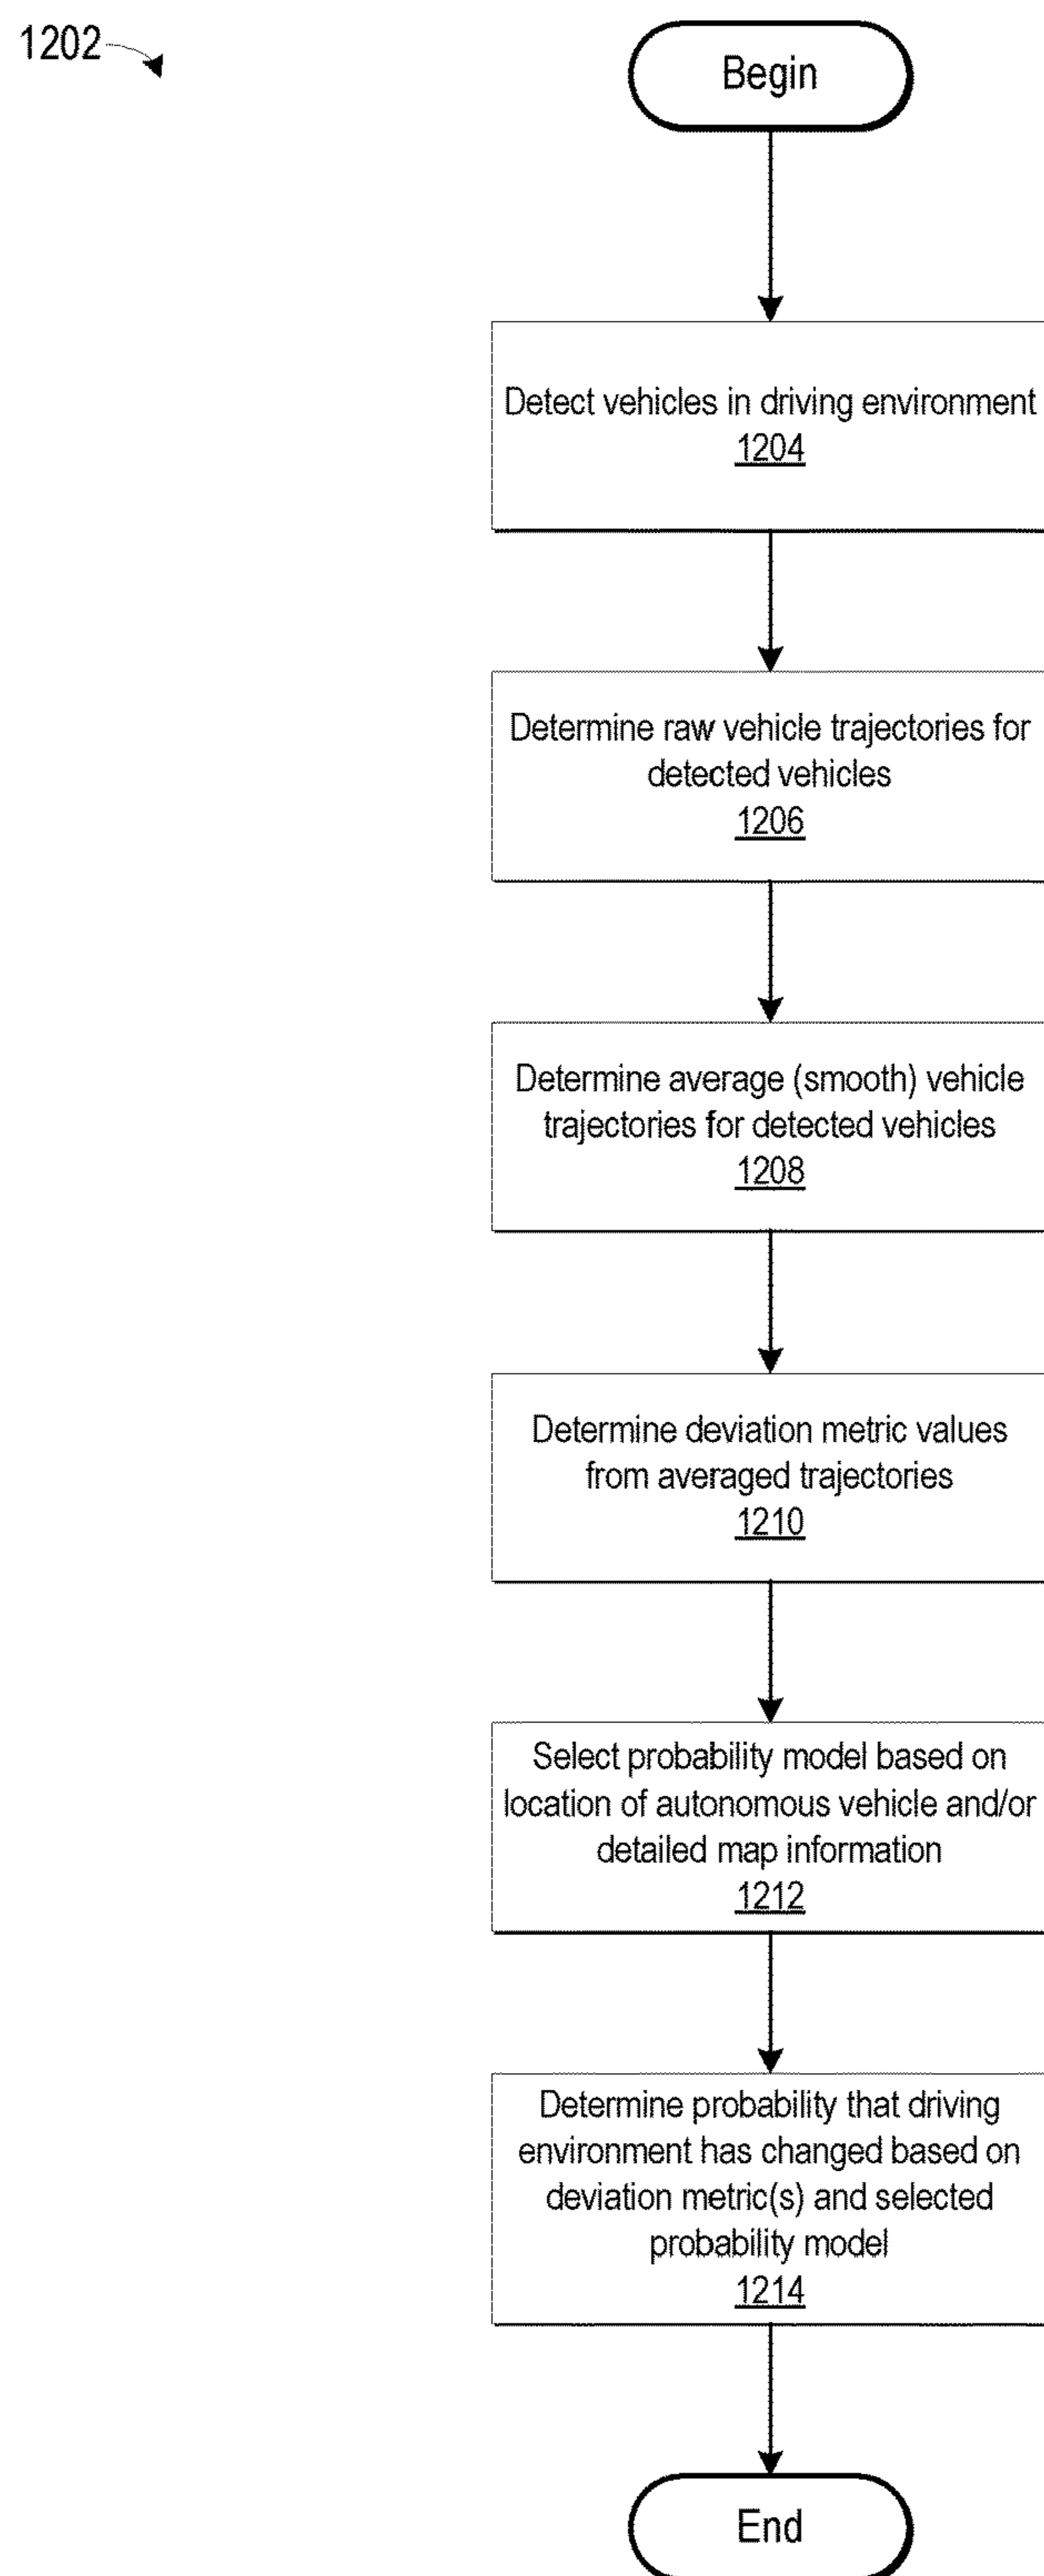 1202
Begin
Detect vehicles in driving environment
1204
Determine raw vehicle trajectories for
detected vehicles
1206
Determine average (smooth) vehicle
trajectories for detected vehicles
1208
Determine deviation metric values
from averaged trajectories
1210
Select probability model based on
location of autonomous vehicle and/or
detailed map information
1212
Determine probability that driving
environment has changed based on
deviation metric(s) and selected
probability model
1214
End